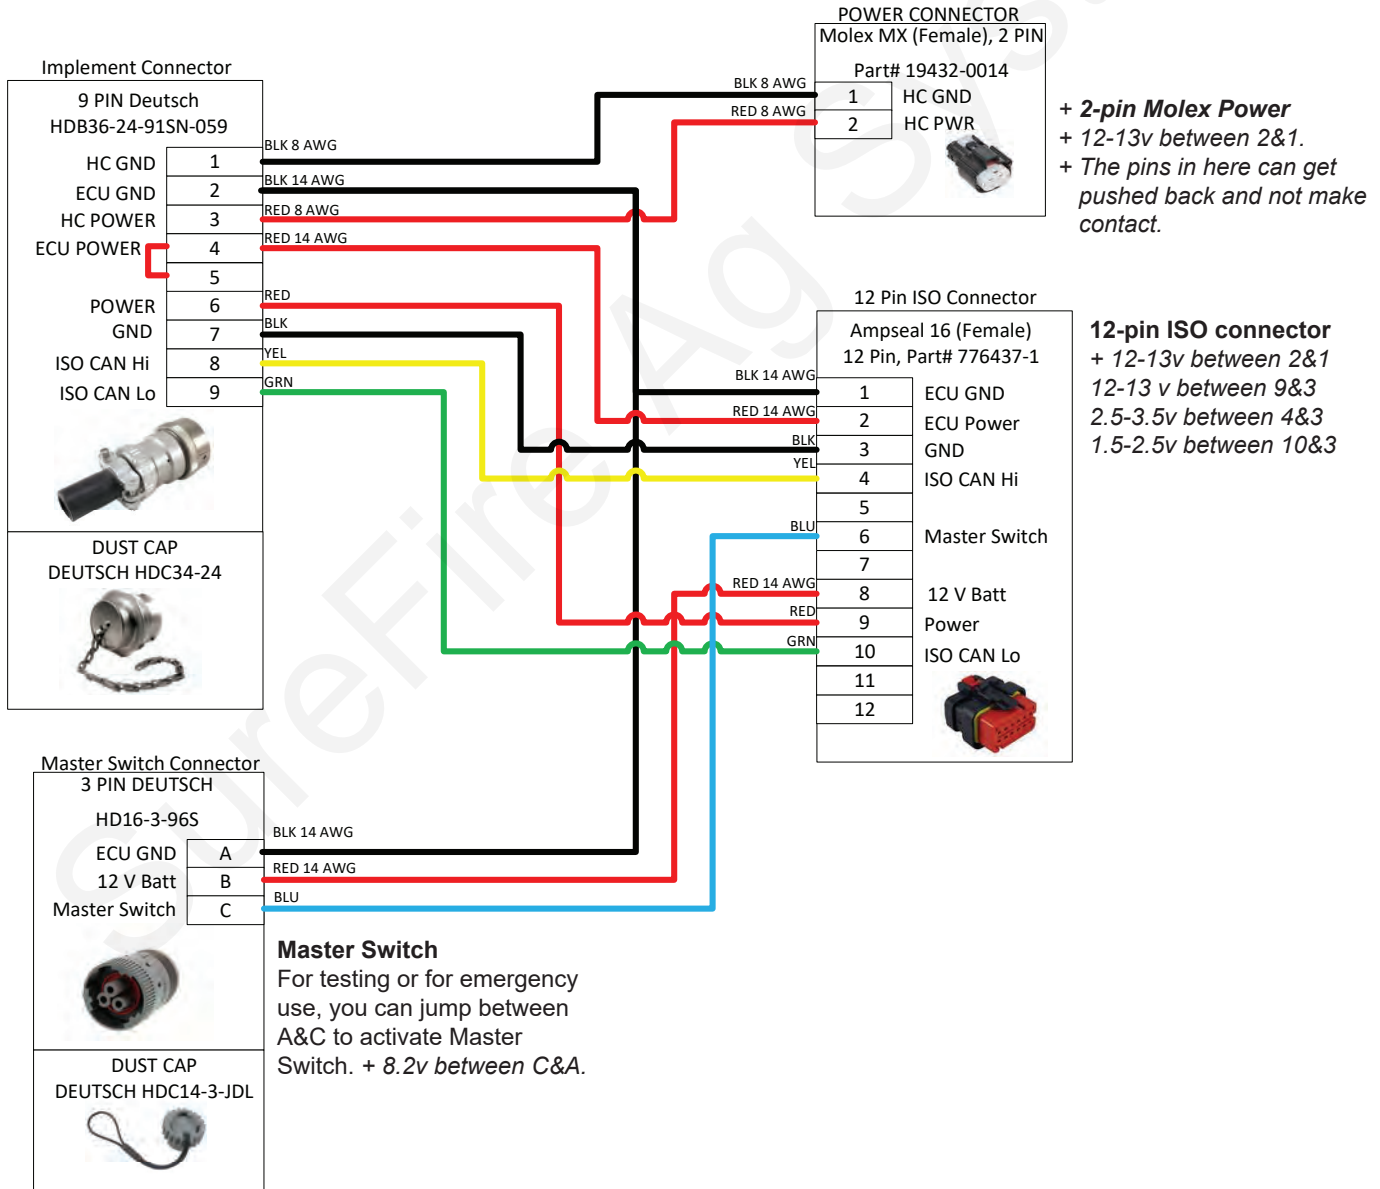 POWER CONNECTOR
Molex MX (Female), 2 PIN
Part# 19432-0014
BLK 8 AWG
1 HC GND
RED 8 AWG
2 HC PWR
+ 2-pin Molex Power
+ 12-13v between 2&1.
+ The pins in here can get
pushed back and not make
contact.
Implement Connector
9 PIN Deutsch
HDB36-24-91SN-059
HC GND 1 BLK 8 AWG
ECU GND 2 BLK 14 AWG
HC POWER 3 RED 8 AWG
ECU POWER 4 RED 14 AWG
5
POWER 6 RED
GND 7 BLK
ISO CAN Hi 8 YEL
ISO CAN Lo 9 GRN
DUST CAP
DEUTSCH HDC34-24
12 Pin ISO Connector
Ampseal 16 (Female)
12 Pin, Part# 776437-1
BLK 14 AWG 1 ECU GND
RED 14 AWG 2 ECU Power
BLK 3 GND
YEL 4 ISO CAN Hi
5
BLU 6 Master Switch
7
RED 14 AWG 8 12 V Batt
RED 9 Power
GRN 10 ISO CAN Lo
11
12
12-pin ISO connector
+ 12-13v between 2&1
12-13 v between 9&3
2.5-3.5v between 4&3
1.5-2.5v between 10&3
Master Switch Connector
3 PIN DEUTSCH
HD16-3-96S
ECU GND A BLK 14 AWG
12 V Batt B RED 14 AWG
Master Switch C BLU
DUST CAP
DEUTSCH HDC14-3-JDL
Master Switch
For testing or for emergency
use, you can jump between
A&C to activate Master
Switch. + 8.2v between C&A.
SureFire Ag Sys